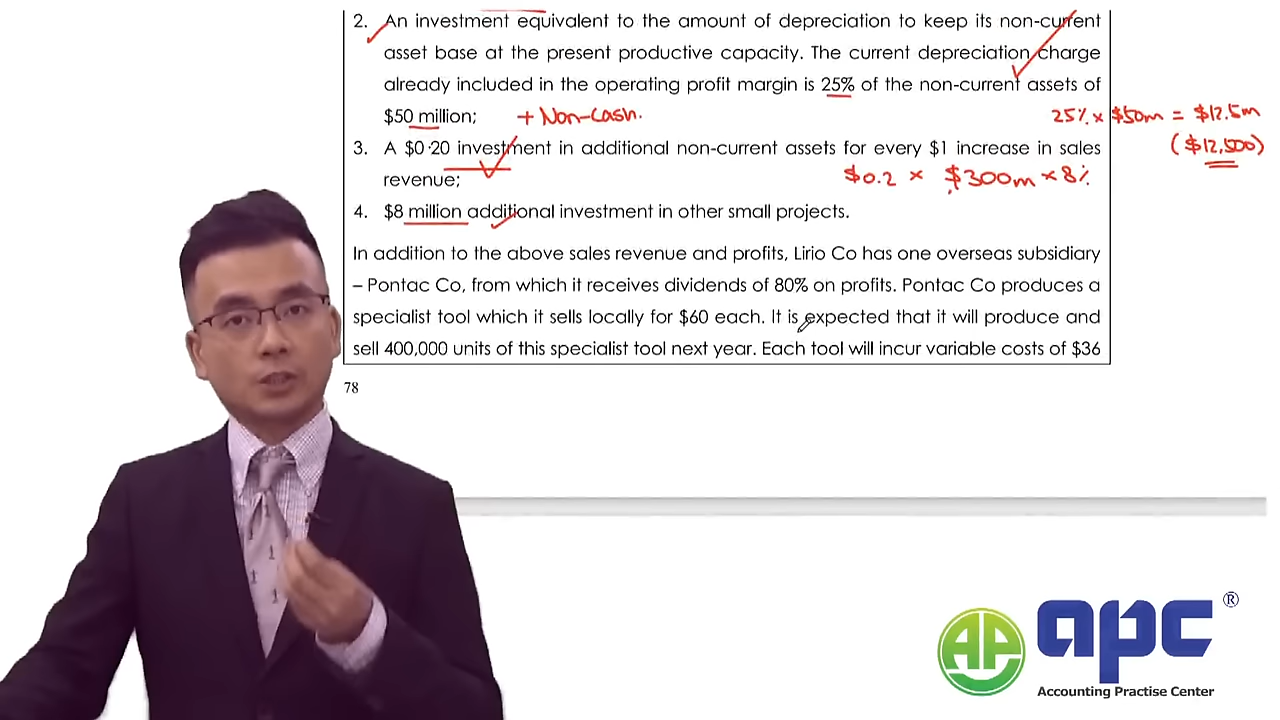 2. An investment equivalent to the amount of depreciation to keep its non-current
asset base at the present productive capacity. The current depreciation charge
already included in the operating profit margin is 25% of the non-current assets of
$50 million;
+ Non-Cash.
25% x $50m = $12.5m
($12,500)
3. A $0·20 investment in additional non-current assets for every $1 increase in sales
revenue;
$0.2 x $300m x 8%
4. $8 million additional investment in other small projects.
In addition to the above sales revenue and profits, Lirio Co has one overseas subsidiary
– Pontac Co, from which it receives dividends of 80% on profits. Pontac Co produces a
specialist tool which it sells locally for $60 each. It is expected that it will produce and
sell 400,000 units of this specialist tool next year. Each tool will incur variable costs of $36
78
AP
apc®
Accounting Practise Center